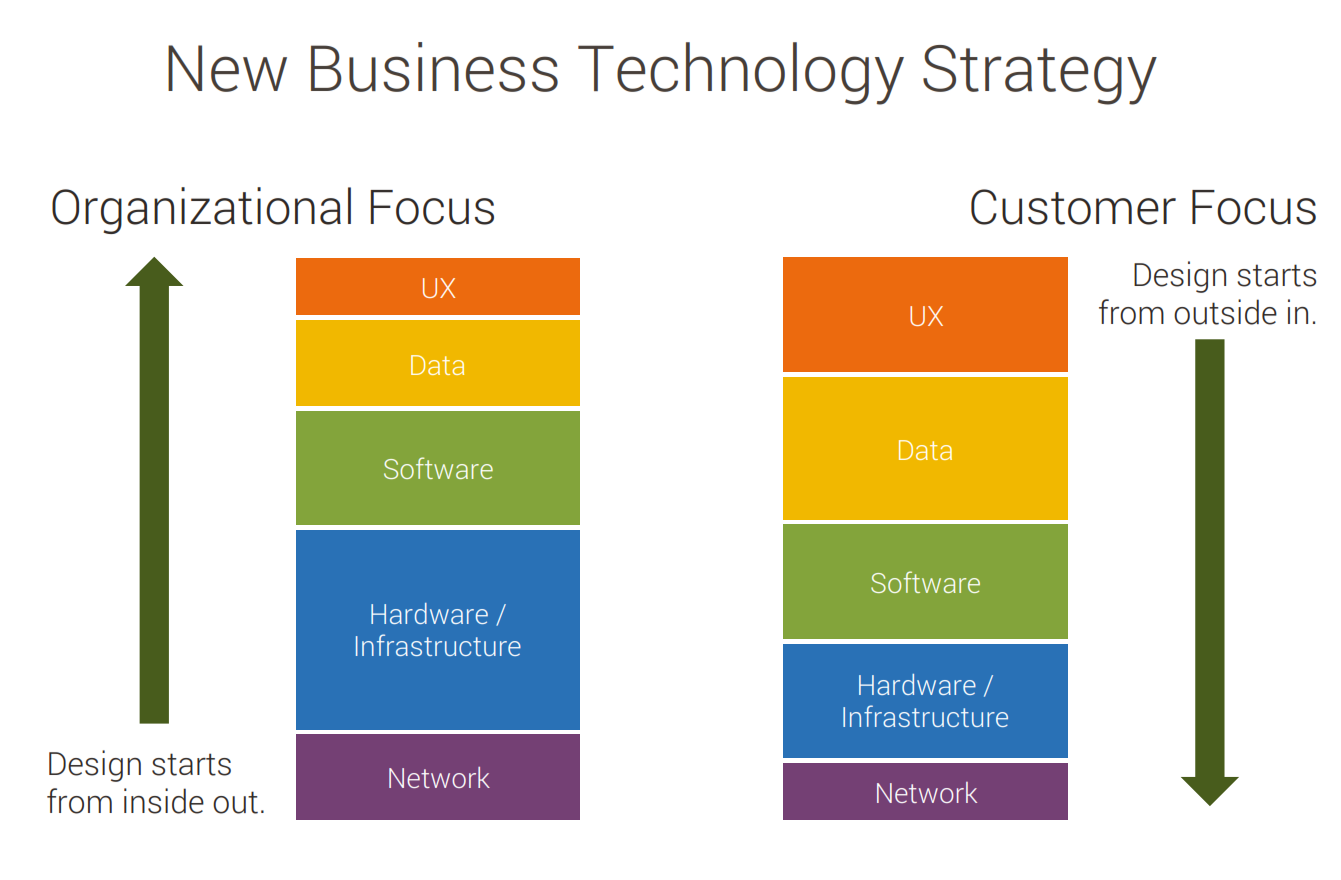 New Business Technology Strategy
Organizational Focus
UX
Data
Software
Hardware /
Infrastructure
Network
Design starts
from inside out.
Customer Focus
Design starts
from outside in.
UX
Data
Software
Hardware /
Infrastructure
Network